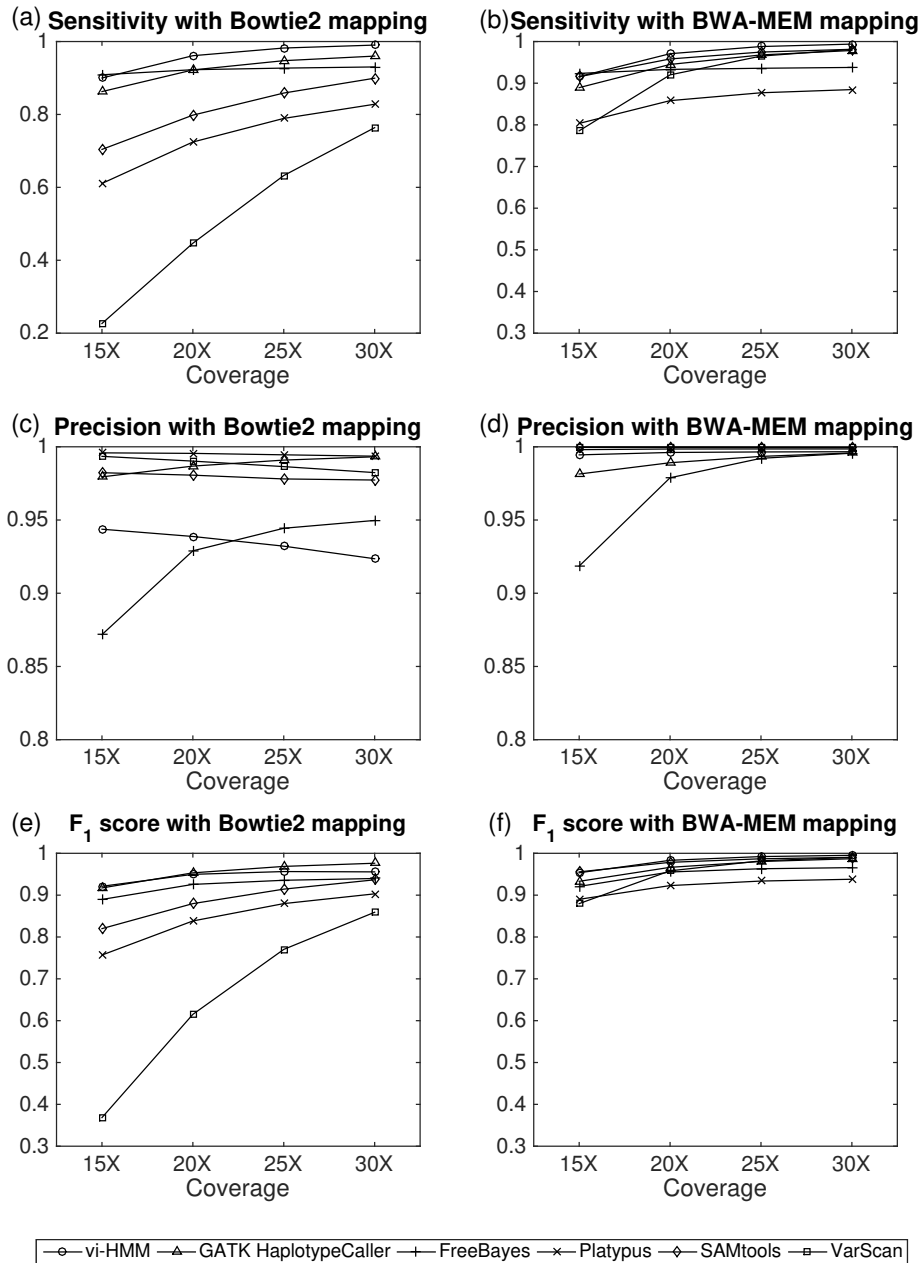 (a) Sensitivity with Bowtie2 mapping
1
0.8
0.6
0.4
0.2
15X 20X 25X 30X
Coverage
(b) Sensitivity with BWA-MEM mapping
1
0.9
0.8
0.7
0.6
0.5
0.4
0.3
15X 20X 25X 30X
Coverage
(c) Precision with Bowtie2 mapping
1
0.95
0.9
0.85
0.8
15X 20X 25X 30X
Coverage
(d) Precision with BWA-MEM mapping
1
0.95
0.9
0.85
0.8
15X 20X 25X 30X
Coverage
(e) F1 score with Bowtie2 mapping
1
0.9
0.8
0.7
0.6
0.5
0.4
0.3
15X 20X 25X 30X
Coverage
(f) F1 score with BWA-MEM mapping
1
0.9
0.8
0.7
0.6
0.5
0.4
0.3
15X 20X 25X 30X
Coverage
vi-HMM GATK HaplotypeCaller FreeBayes Platypus SAMtools VarScan